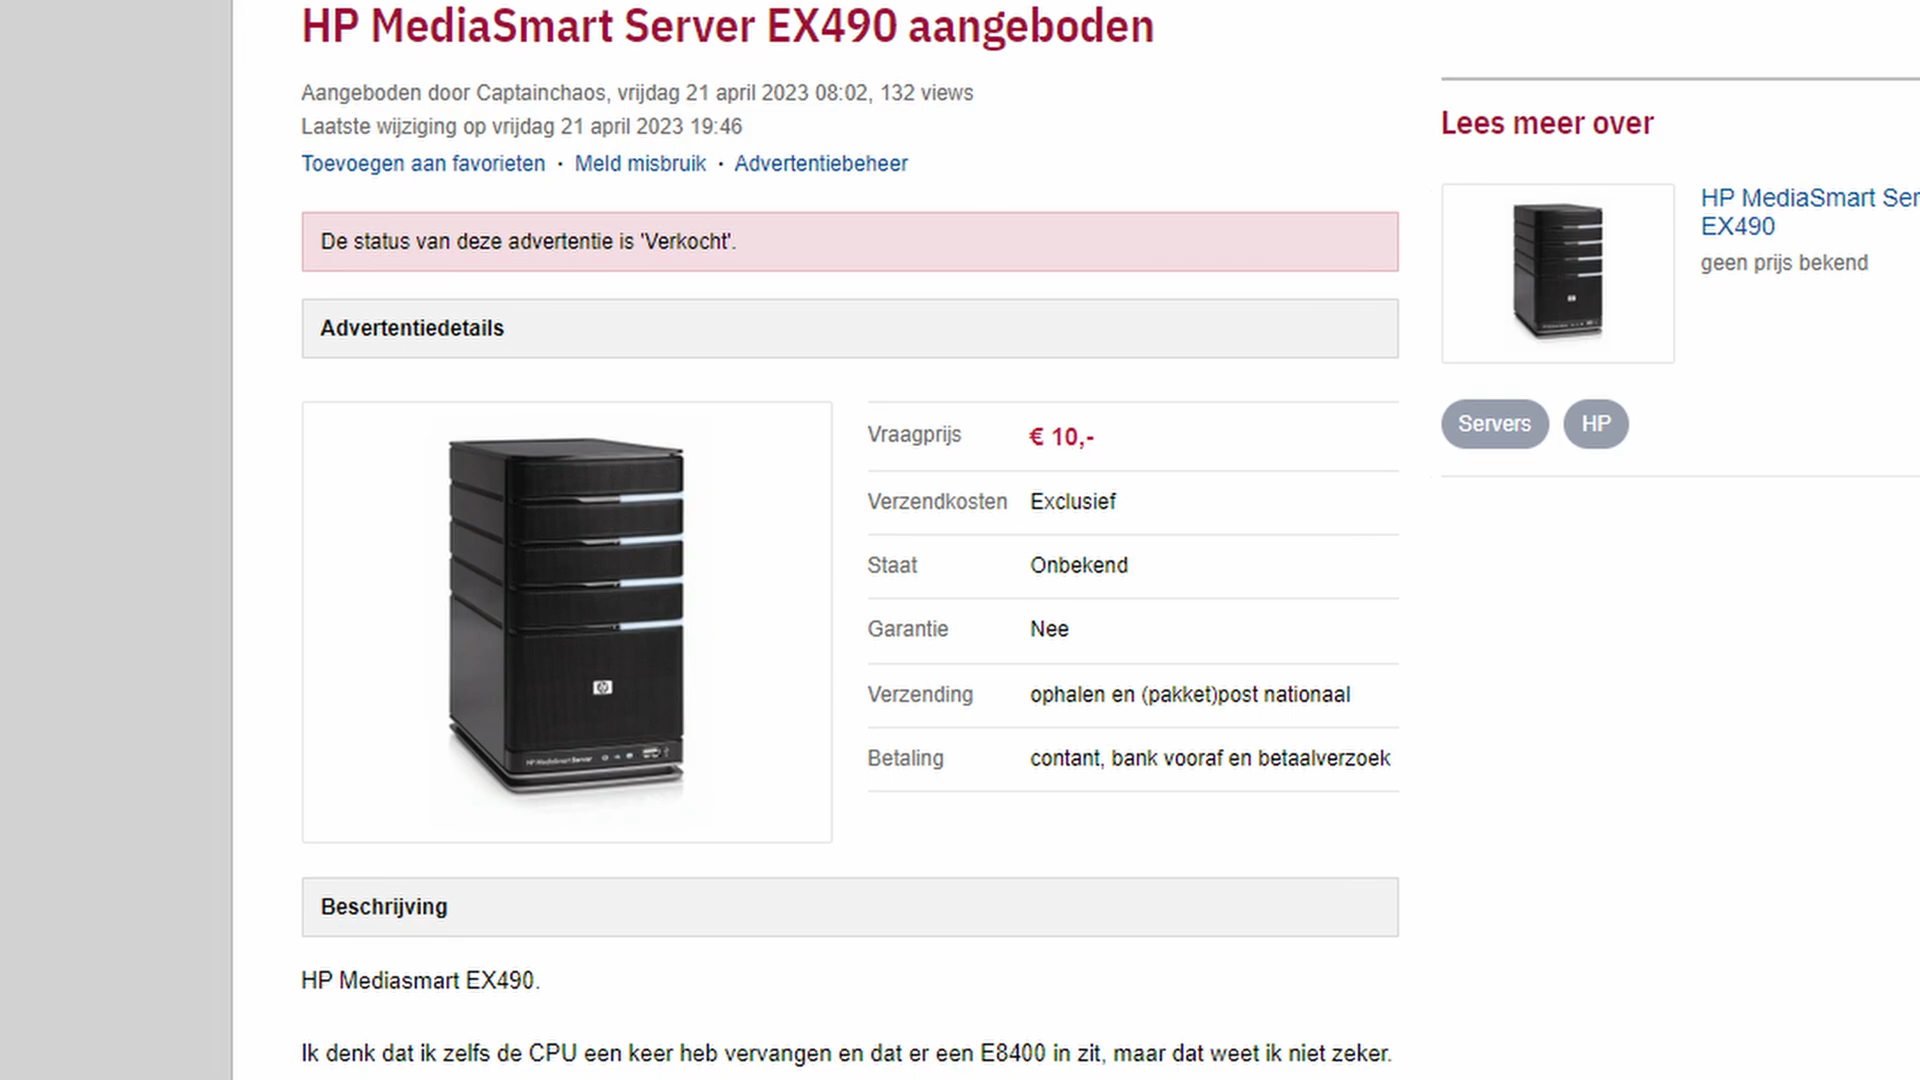 HP MediaSmart Server EX490 aangeboden
Aangeboden door Captainchaos, vrijdag 21 april 2023 08:02, 132 views
Laatste wijziging op vrijdag 21 april 2023 19:46
Toevoegen aan favorieten · Meld misbruik · Advertentiebeheer
De status van deze advertentie is 'Verkocht'.
Advertentiedetails
Vraagprijs € 10,-
Verzendkosten Exclusief
Staat Onbekend
Garantie Nee
Verzending ophalen en (pakket)post nationaal
Betaling contant, bank vooraf en betaalverzoek
hp
HP MediaSmart Server
Beschrijving
HP Mediasmart EX490.
Ik denk dat ik zelfs de CPU een keer heb vervangen en dat er een E8400 in zit, maar dat weet ik niet zeker.
Lees meer over
HP MediaSmart Ser
EX490
geen prijs bekend
Servers HP